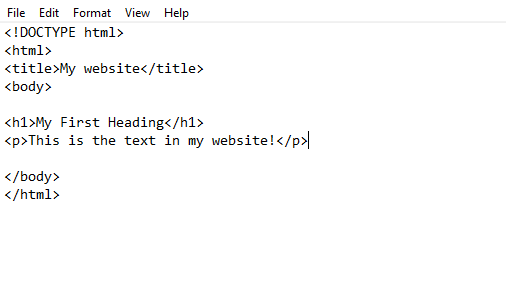 File Edit Format View Help
<!DOCTYPE html>
<html>
<title>My website</title>
<body>
<h1>My First Heading</h1>
<p>This is the text in my website!</p>
</body>
</html>